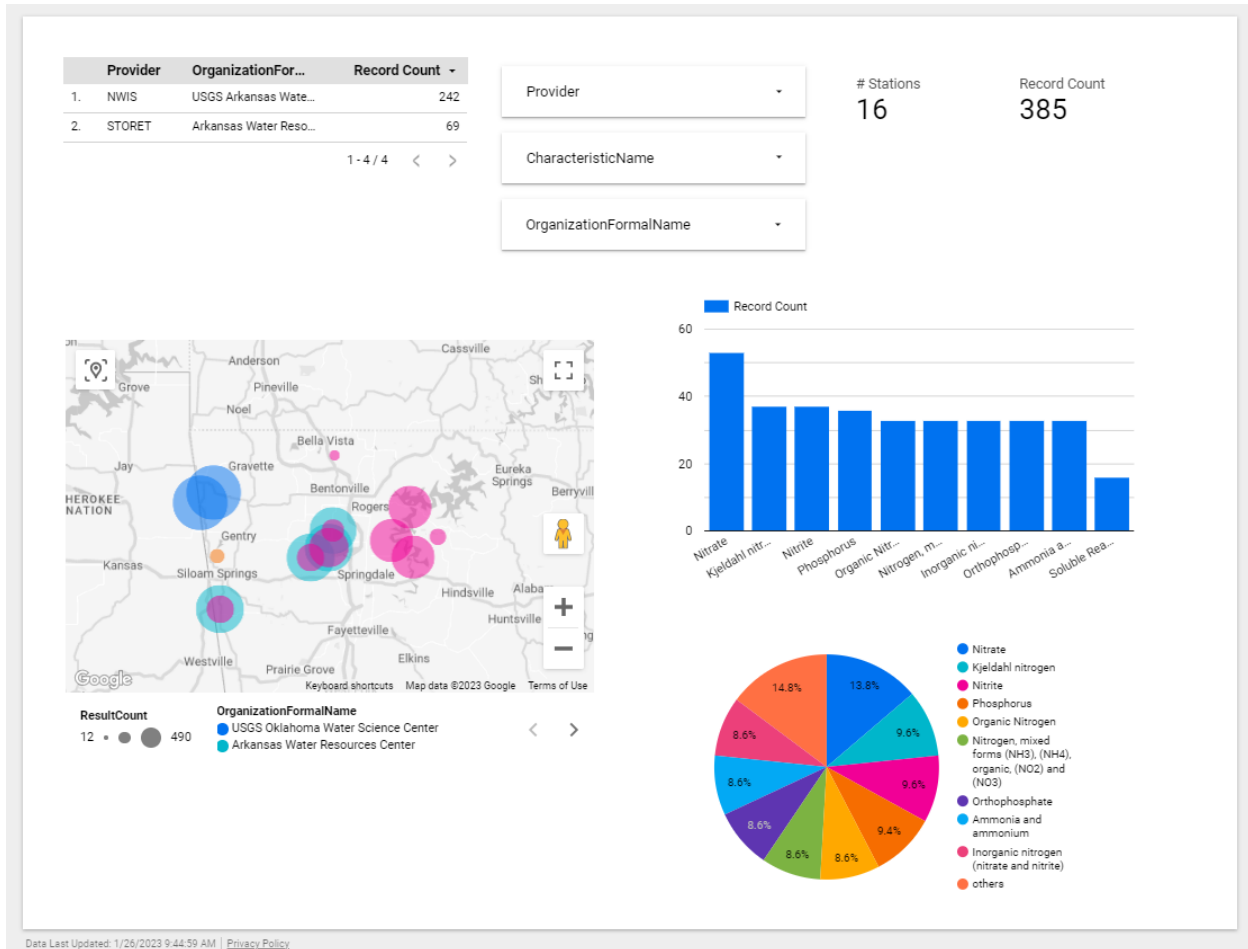 Provider OrganizationFor... Record Count
1. NWIS USGS Arkansas Wate... 242
2. STORET Arkansas Water Reso... 69
1 - 4 / 4
Provider
CharacteristicName
OrganizationFormalName
# Stations
16
Record Count
385
Cassville
Anderson
Grove
Pineville
Noel
Bella Vista
Jay
Gravette
Eureka
Springs
Bentonville
Berryvill
HEROKEE
NATION
Rogers
Gentry
Kansas
Siloam Springs
Springdale
Hindsville
Alaba
Huntsville
Fayetteville
Westville
Elkins
Prairie Grove
Google
Keyboard shortcuts Map data ©2023 Google Terms of Use
ResultCount
12 490
OrganizationFormalName
USGS Oklahoma Water Science Center
Arkansas Water Resources Center
Record Count
60
40
20
0
Nitrate
Kjeldahl nitr...
Nitrite
Phosphorus
Organic Nitr...
Nitrogen, m...
Inorganic ni...
Orthophosp...
Ammonia a...
Soluble Rea...
14.8%
13.8%
8.6%
9.6%
8.6%
9.6%
8.6%
9.4%
8.6%
8.6%
Nitrate
Kjeldahl nitrogen
Nitrite
Phosphorus
Organic Nitrogen
Nitrogen, mixed
forms (NH3), (NH4),
organic, (NO2) and
(NO3)
Orthophosphate
Ammonia and
ammonium
Inorganic nitrogen
(nitrate and nitrite)
others
Data Last Updated: 1/26/2023 9:44:59 AM | Privacy Policy